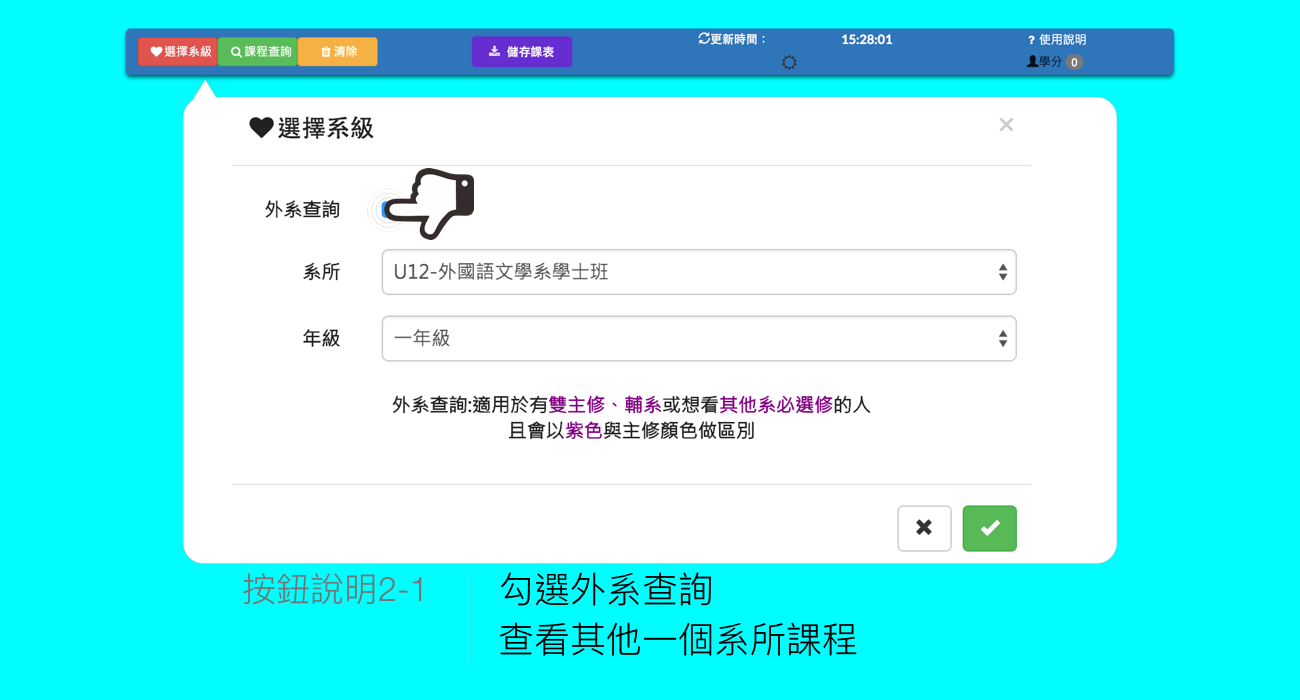 選擇系級
課程查詢
清除
儲存課表
更新時間：
15:28:01
? 使用說明
學分 0
選擇系級
×
外系查詢
系所
U12-外國語文學系學士班
年級
一年級
外系查詢:適用於有雙主修、輔系或想看其他系必選修的人
且會以紫色與主修顏色做區別
按鈕說明2-1
勾選外系查詢
查看其他一個系所課程